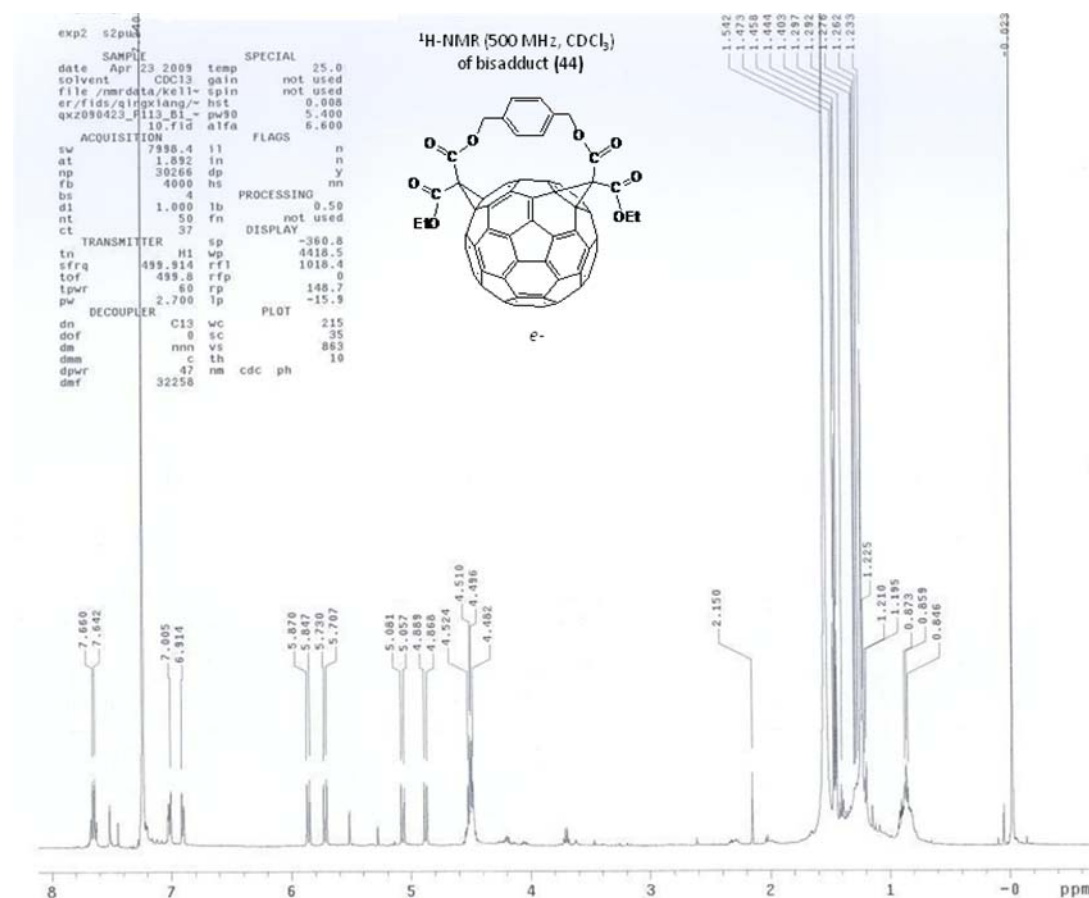 exp2 s2pu
SAMPLE SPECIAL
date Apr 23 2009 temp 25.0
solvent CDCl3 gain not used
file /nmrdata/kell~ spin not used
er/fids/qingxiang/~ hst 0.008
qxz090423_P113_B1_~ pw90 5.400
10.fid alfa 6.600
ACQUISITION FLAGS
sw 7998.4 il n
at 1.892 in n
np 30266 dp y
fb 4000 hs nn
bs 4 PROCESSING
d1 1.000 lb 0.50
nt 50 fn not used
ct 37 DISPLAY
TRANSMITTER sp -360.8
tn H1 wp 4418.5
sfrq 499.914 rfl 1018.4
tof 499.8 rfp 0
tpwr 60 rp 148.7
pw 2.700 lp -15.9
DECOUPLER PLOT
dn C13 wc 215
dof 0 sc 35
dm nnn vs 863
dmm c th 10
dpwr 47 nm cdc ph
dmf 32258
¹H-NMR (500 MHz, CDCl₃)
of bisadduct (44)
O O
O O
O O
EtO OEt
e-
7.660
7.642
7.005
6.914
5.870
5.847
5.730
5.707
5.081
5.057
4.889
4.868
4.524
4.510
4.496
4.482
2.150
1.542
1.473
1.458
1.444
1.403
1.297
1.292
1.276
1.262
1.233
1.225
1.210
1.195
0.873
0.859
0.846
-0.023
8 7 6 5 4 3 2 1 -0 ppm